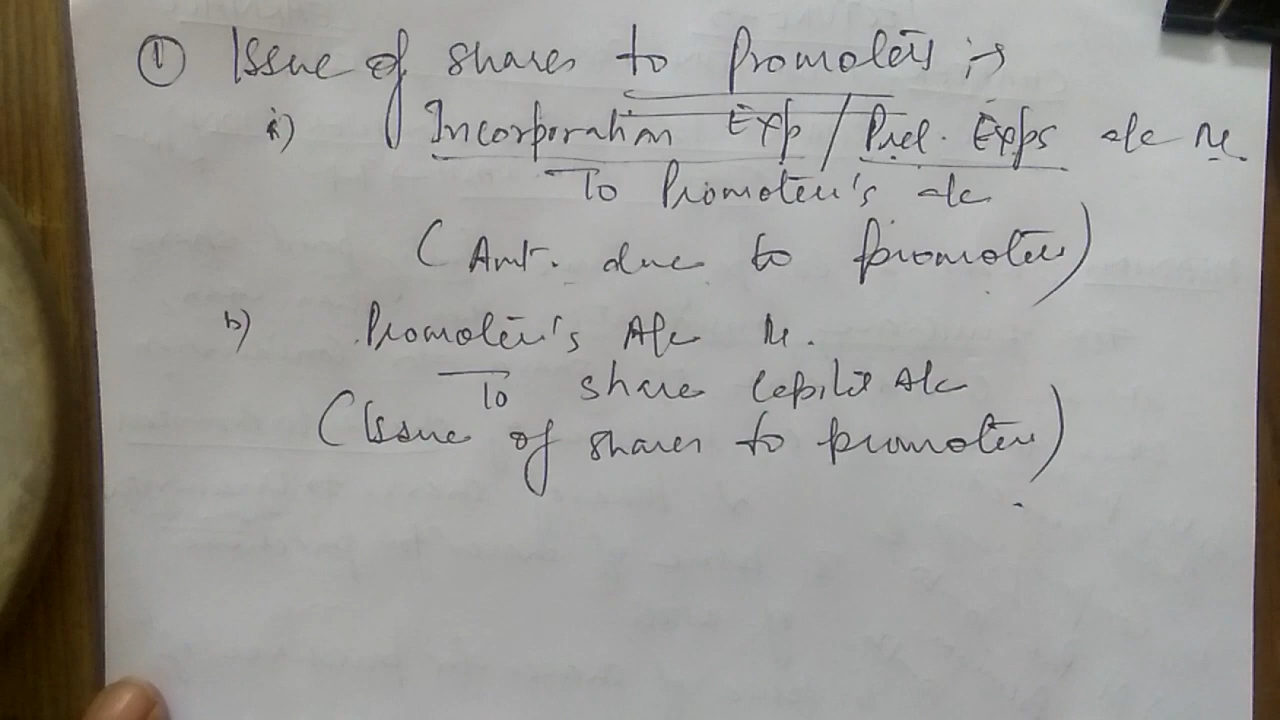 ① Issue of shares to Promoters :-
i) Incorporation Exp / Prel. Exps a/c Dr.
To Promoter's a/c
(Amt. due to promoter)
b) Promoter's A/c Dr.
To share Capital A/c
(Issue of shares to promoter)